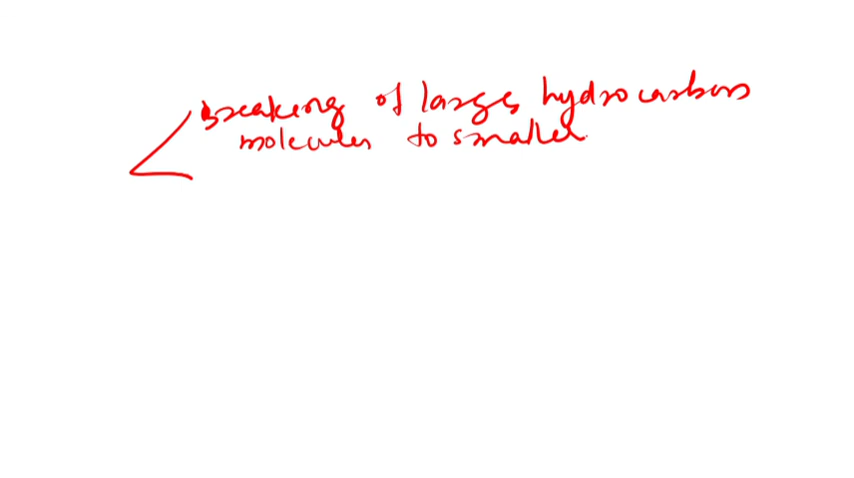 breaking of large hydrocarbons
molecules to smaller